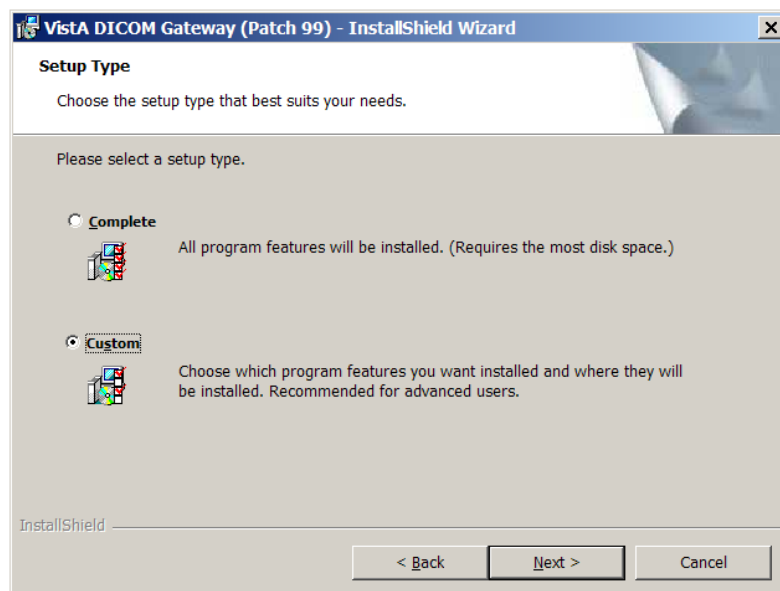 VistA DICOM Gateway (Patch 99) - InstallShield Wizard
Setup Type
Choose the setup type that best suits your needs.
Please select a setup type.
Complete
All program features will be installed. (Requires the most disk space.)
Custom
Choose which program features you want installed and where they will
be installed. Recommended for advanced users.
InstallShield
< Back
Next >
Cancel